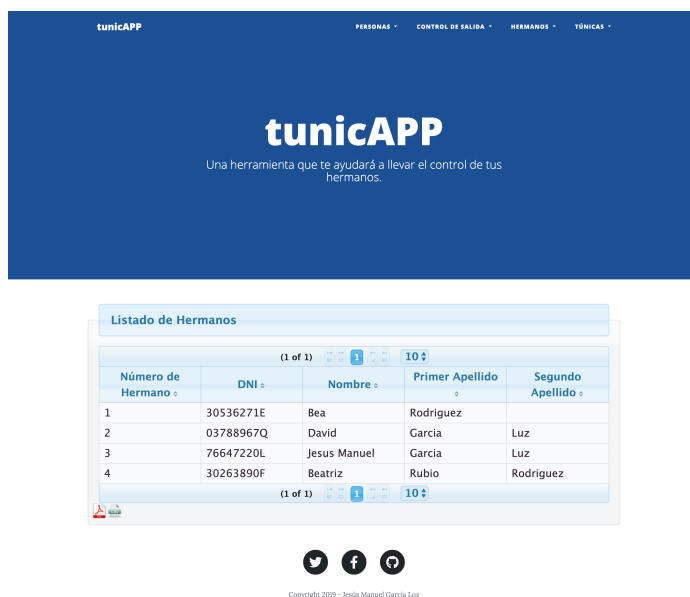 tunicAPP
PERSONAS CONTROL DE SALIDA HERMANOS TÚNICAS
tunicAPP
Una herramienta que te ayudará a llevar el control de tus
hermanos.
Listado de Hermanos
(1 of 1) 1 10
Número de Hermano DNI Nombre Primer Apellido Segundo Apellido
1 30536271E Bea Rodriguez
2 03788967Q David Garcia Luz
3 76647220L Jesus Manuel Garcia Luz
4 30263890F Beatriz Rubio Rodriguez
(1 of 1) 1 10
Copyright 2019 - Jesús Manuel García Luz